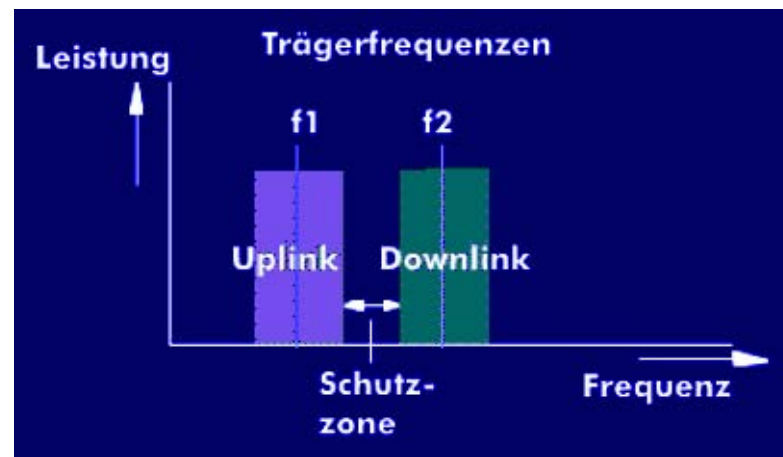 Trägerfrequenzen
Leistung
f1
f2
Uplink
Downlink
Schutz-
zone
Frequenz